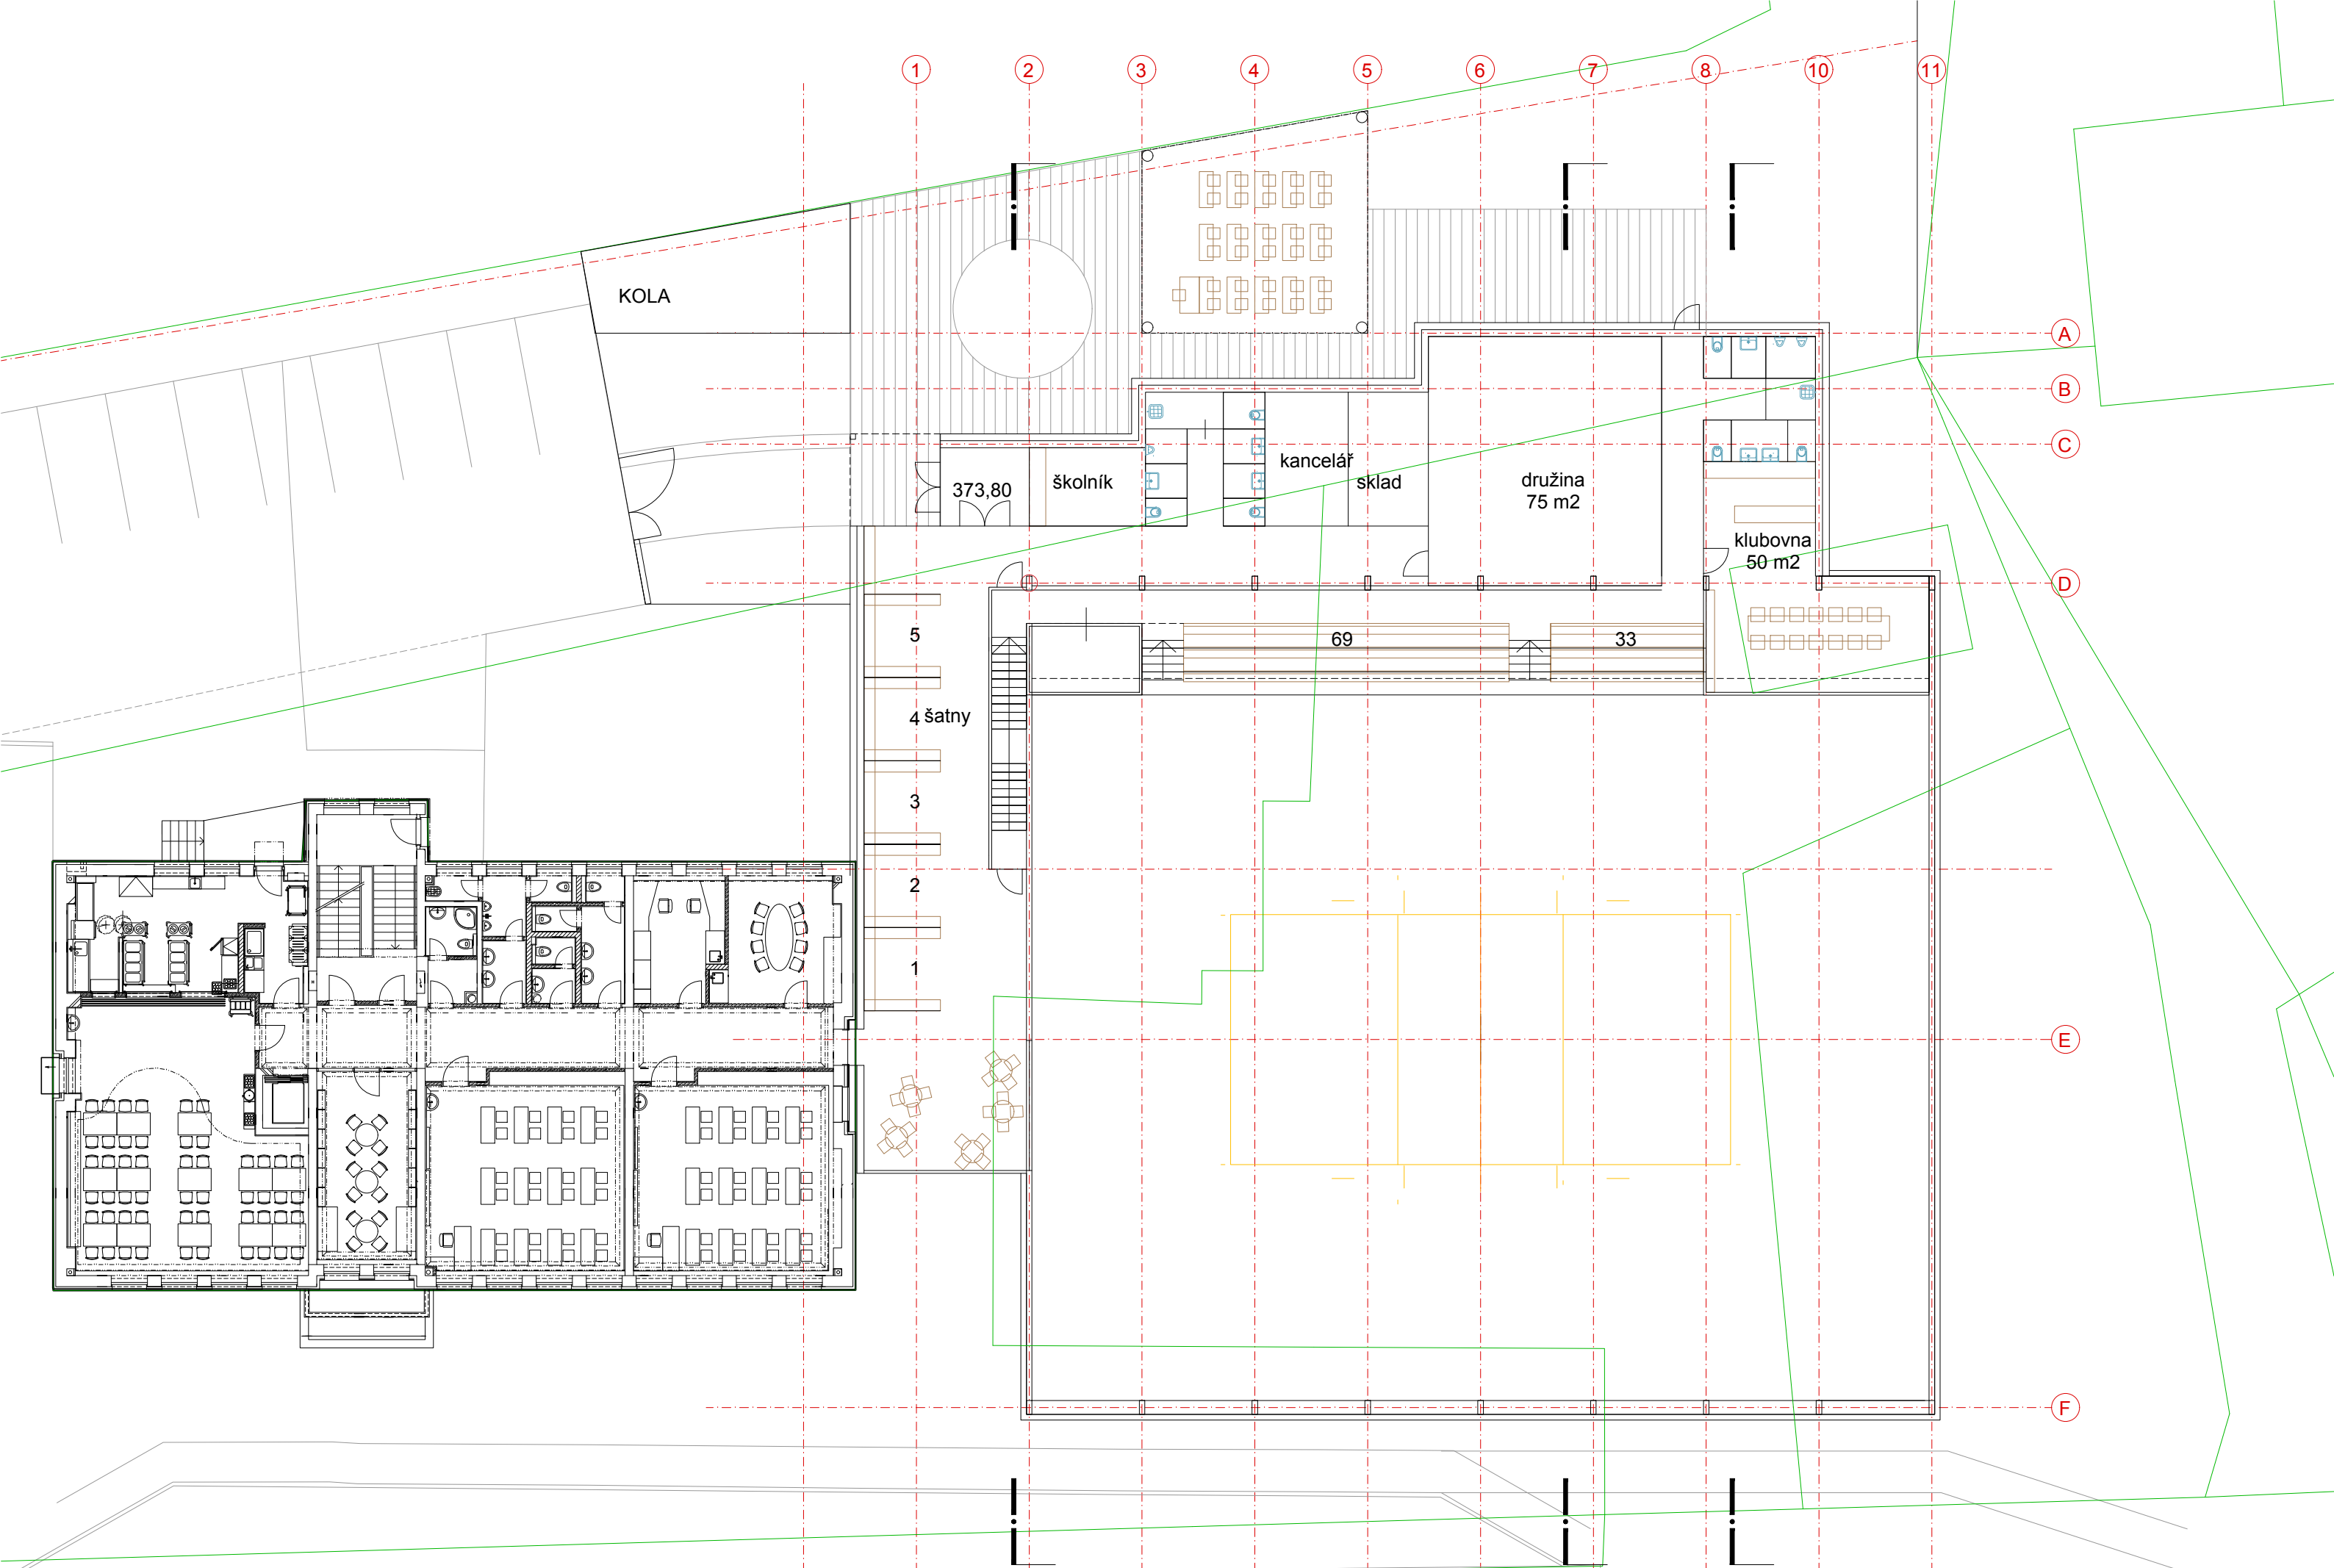 1 2 3 4 5 6 7 8 10 11
KOLA
A
B
C
kancelář
373,80
školník
sklad
družina
75 m2
klubovna
50 m2
D
5
69
33
4 šatny
3
2
1
E
F